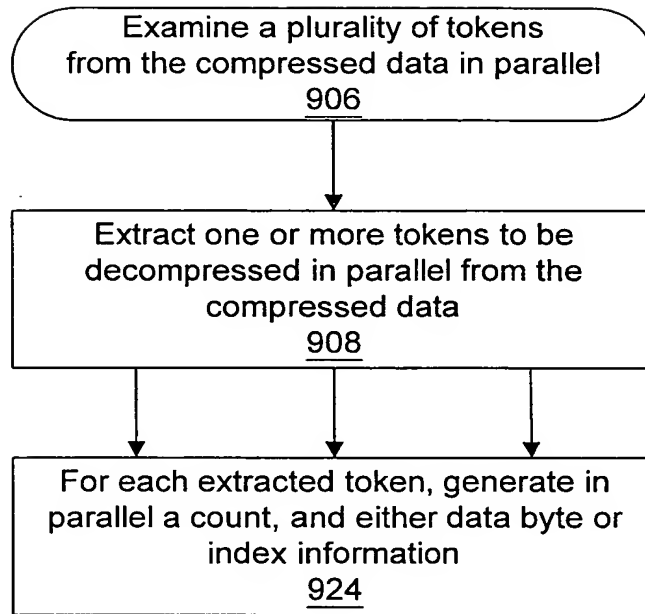 Examine a plurality of tokens
from the compressed data in parallel
906
Extract one or more tokens to be
decompressed in parallel from the
compressed data
908
For each extracted token, generate in
parallel a count, and either data byte or
index information
924